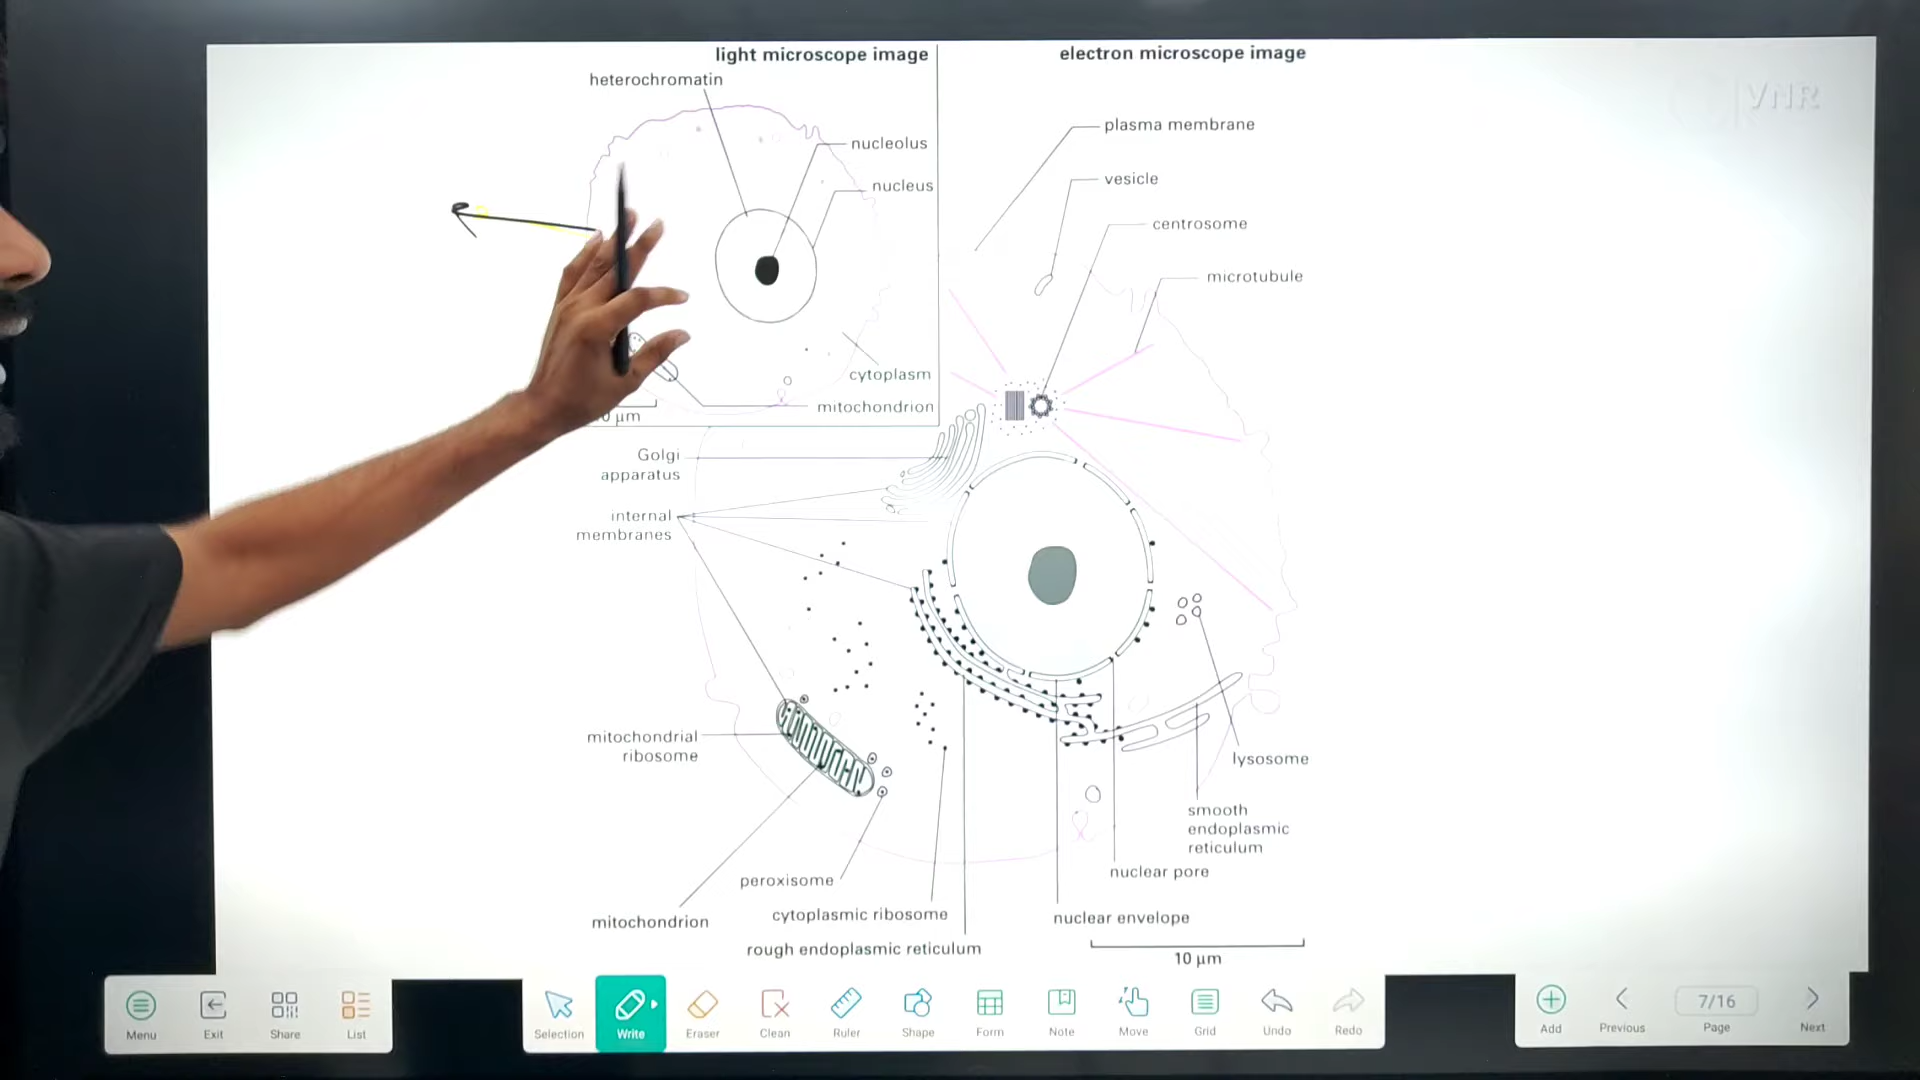 light microscope image
electron microscope image
heterochromatin
nucleolus
nucleus
cytoplasm
mitochondrion
0 µm
VNR
plasma membrane
vesicle
centrosome
microtubule
Golgi
apparatus
internal
membranes
mitochondrial
ribosome
lysosome
smooth
endoplasmic
reticulum
peroxisome
nuclear pore
mitochondrion
cytoplasmic ribosome
nuclear envelope
rough endoplasmic reticulum
10 µm
Menu
Exit
Share
List
Selection
Write
Eraser
Clean
Ruler
Shape
Form
Note
Move
Grid
Undo
Redo
Add
Previous
7/16
Page
Next